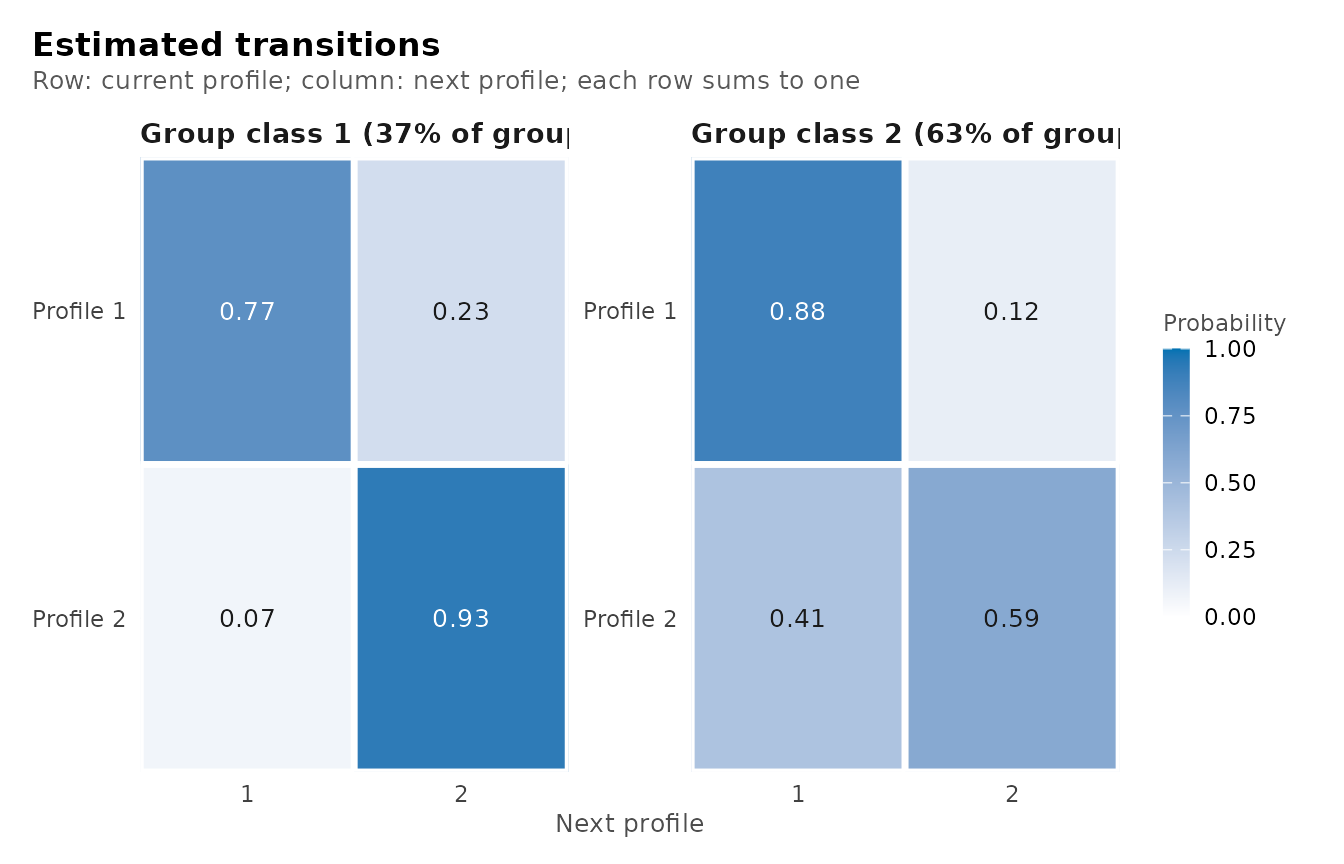 Estimated transitions
Row: current profile; column: next profile; each row sums to one
Group class 1 (37% of grou
Group class 2 (63% of grou
Profile 1
0.77
0.23
Profile 1
0.88
0.12
Profile 2
0.07
0.93
Profile 2
0.41
0.59
1
2
1
2
Next profile
Probability
1.00
0.75
0.50
0.25
0.00